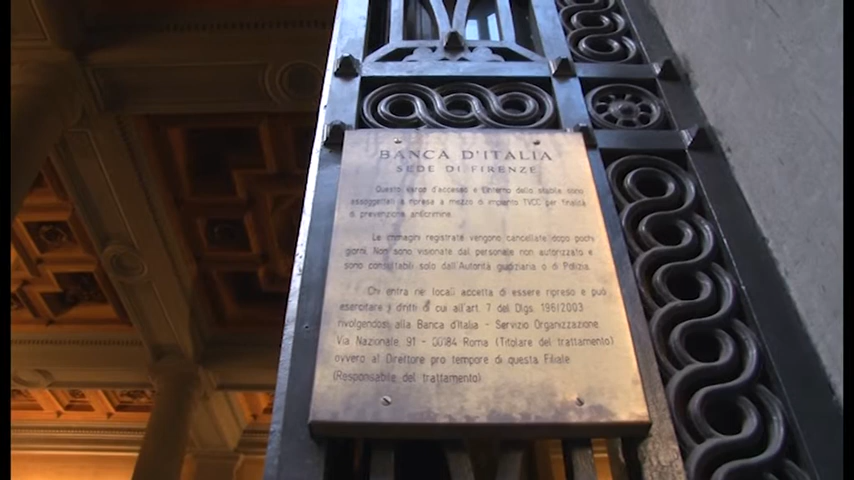 BANCA D'ITALIA
SEDE DI FIRENZE
Questo varco d'accesso e l'interno dello stabile sono
assoggettati a ripresa a mezzo di impianto TVCC per finalità
di prevenzione anticrimine.
Le immagini registrate vengono cancellate dopo pochi
giorni. Non sono visionate dal personale non autorizzato e
sono consultabili solo dall'Autorità giudiziaria o di Polizia.
Chi entra nei locali accetta di essere ripreso e può
esercitare i diritti di cui all'art. 7 del Dlgs. 196/2003
rivolgendosi alla Banca d'Italia - Servizio Organizzazione
Via Nazionale 91 - 00184 Roma (Titolare del trattamento)
ovvero al Direttore pro tempore di questa Filiale
(Responsabile del trattamento)